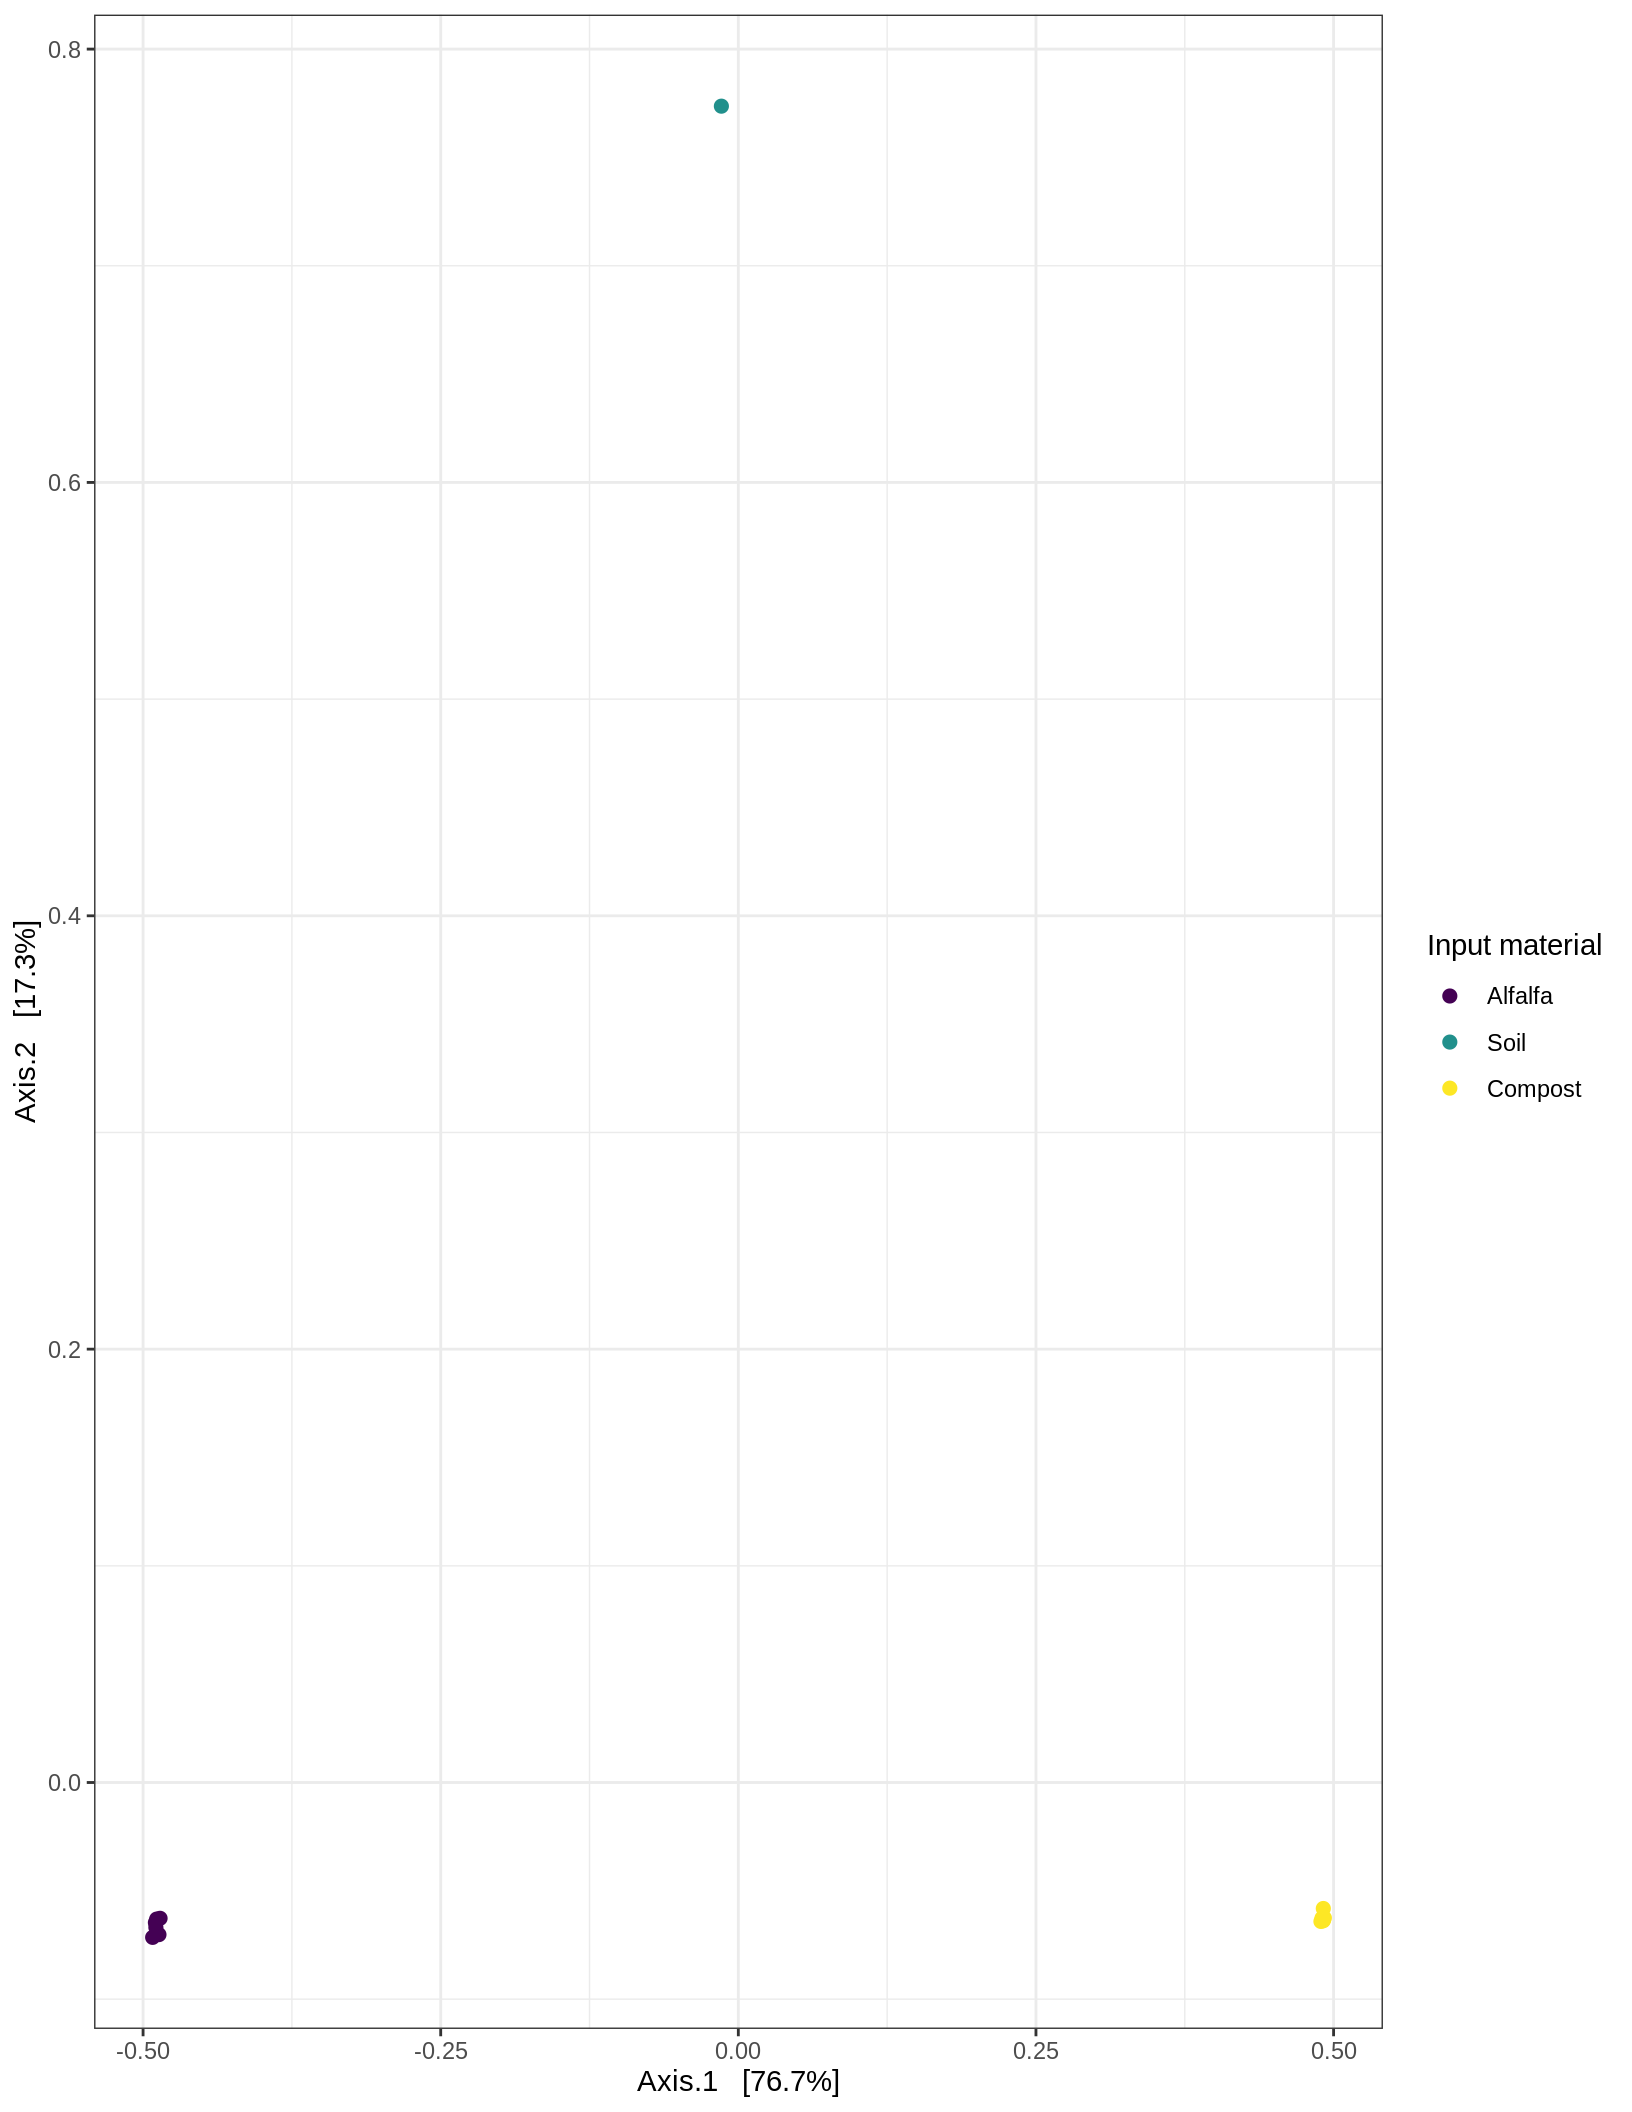 0.8
0.6
0.4
0.2
0.0
Axis.2 [17.3%]
-0.50 -0.25 0.00 0.25 0.50
Axis.1 [76.7%]
Input material
Alfalfa
Soil
Compost